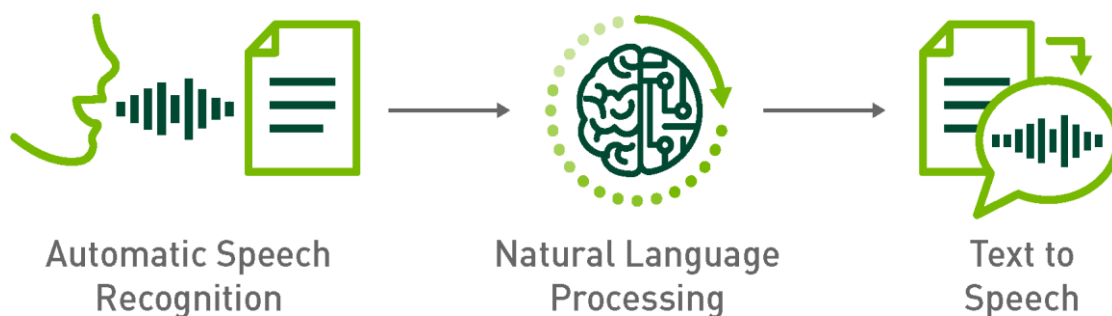 Automatic Speech
Recognition
Natural Language
Processing
Text to
Speech